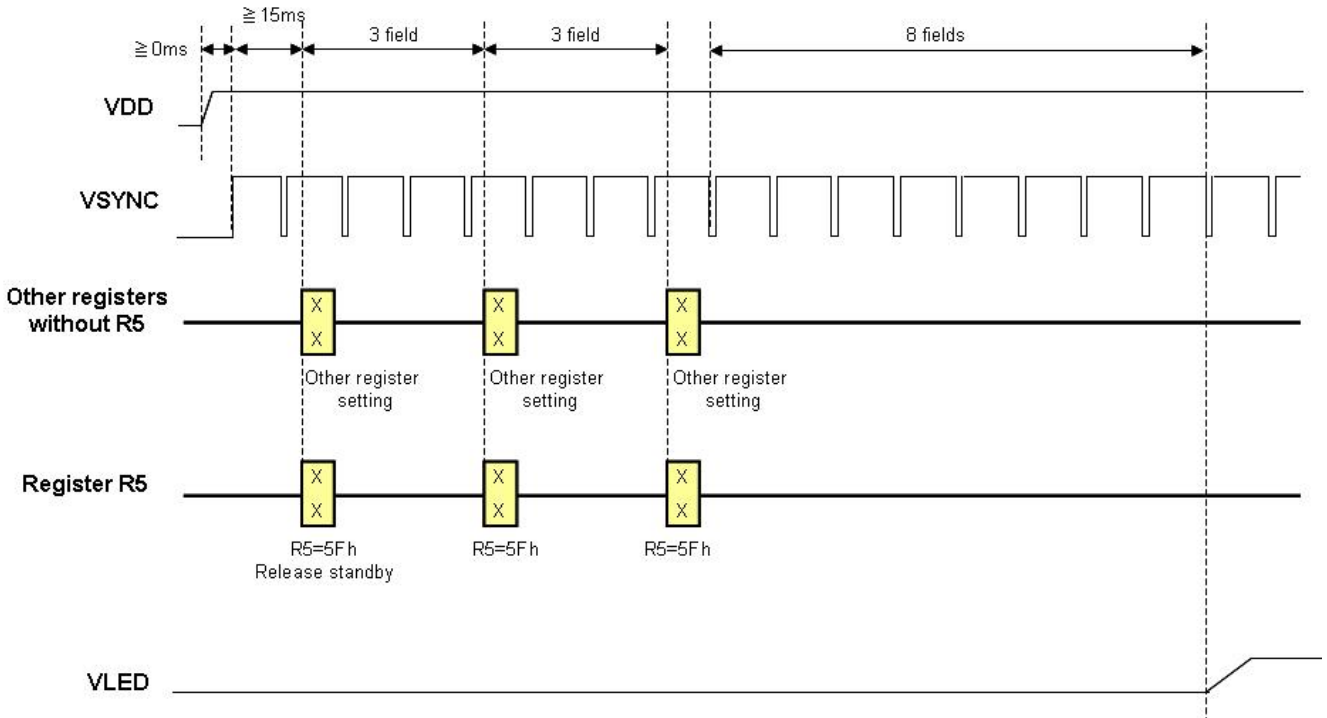 ≧15ms
≧0ms
3 field
3 field
8 fields
VDD
VSYNC
Other registers
without R5
X
X
X
X
X
X
Other register
setting
Other register
setting
Other register
setting
Register R5
X
X
X
X
X
X
R5=5Fh
Release standby
R5=5Fh
R5=5Fh
VLED